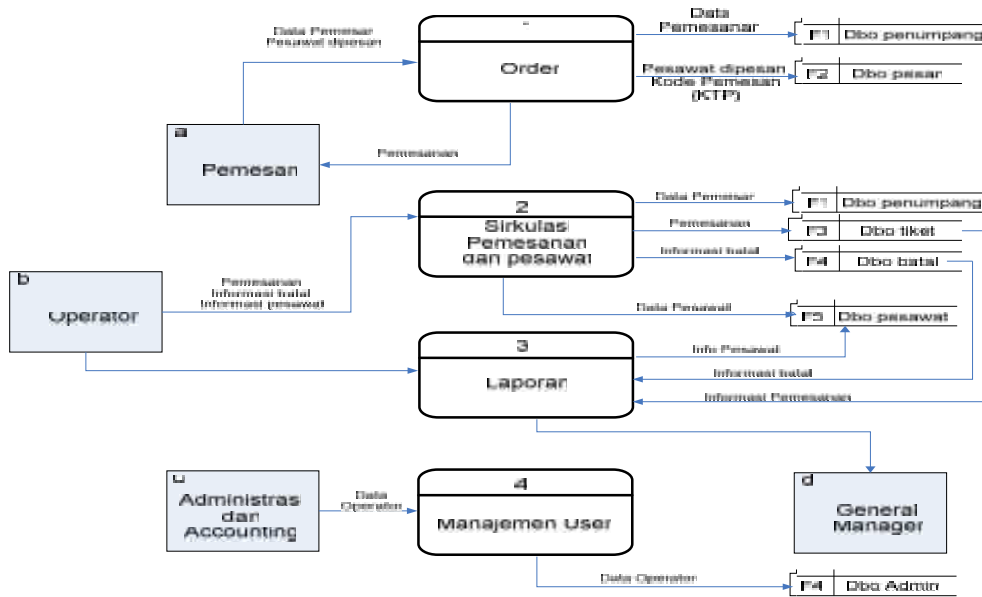 Data Pemesan
Pesawat dipesan
Order
Data
Pemesanan
F1 Dbo penumpang
Pesawat dipesan
Kode Pemesan
(KTP)
F2 Dbo pesan
a
Pemesan
Pemesanan
2
Sirkulasi
Pemesanan
dan pesawat
Data Pemesan
F1 Dbo penumpang
Pemesanan
F3 Dbo tiket
Informasi batal
F4 Dbo batal
b
Operator
Pemesanan
Informasi batal
Informasi pesawat
Data Pesawat
F5 Dbo pesawat
3
Laporan
Info Pesawat
Informasi batal
Informasi Pemesanan
Administrasi
dan
Accounting
Data
Operator
4
Manajemen User
d
General
Manager
Data Operator
F4 Dbo Admin